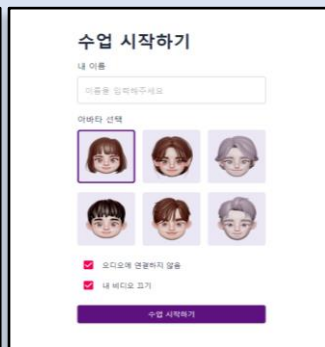 수업 시작하기
내 이름
이름을 입력해주세요
아바타 선택
오디오에 연결하지 않음
내 비디오 끄기
수업 시작하기